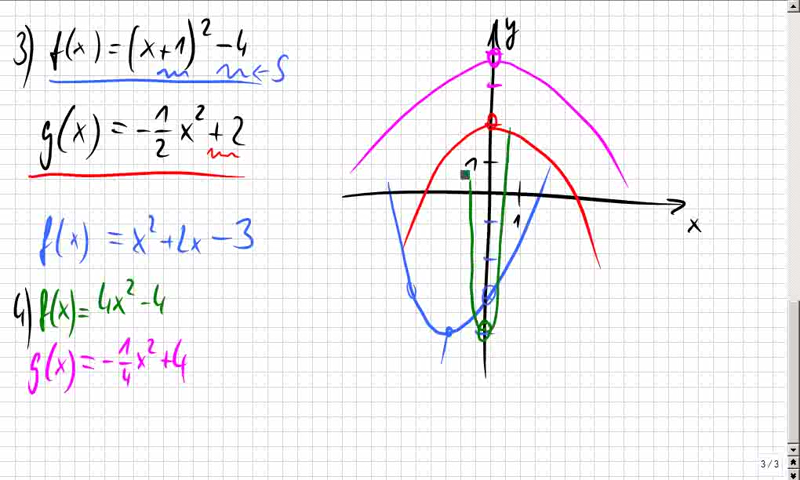 3) f(x) = (x+1)² - 4
n ← S
g(x) = -1/2 x² + 2
f(x) = x² + 2x - 3
4) f(x) = 4x² - 4
g(x) = -1/4 x² + 4
y
1
1
x
3 / 3